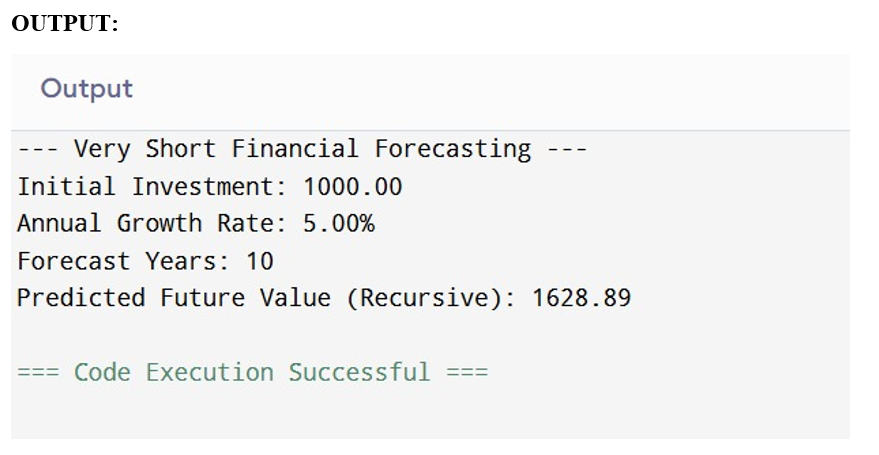 OUTPUT:
Output
--- Very Short Financial Forecasting ---
Initial Investment: 1000.00
Annual Growth Rate: 5.00%
Forecast Years: 10
Predicted Future Value (Recursive): 1628.89
=== Code Execution Successful ===